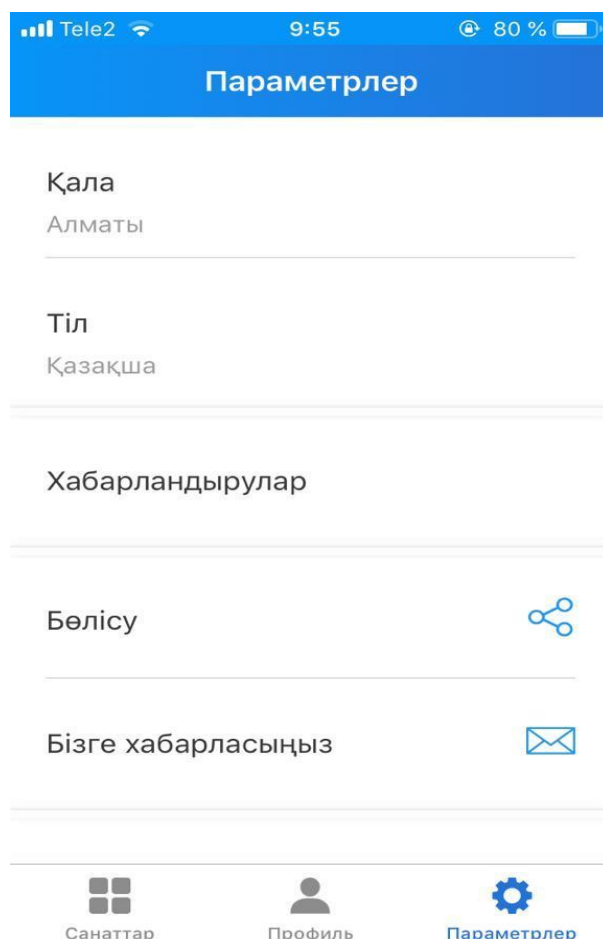 Tele2 9:55 80 %
Параметрлер
Қала
Алматы
Тіл
Қазақша
Хабарландырулар
Бөлісу
Бізге хабарласыңыз
Санаттар Профиль Параметрлер